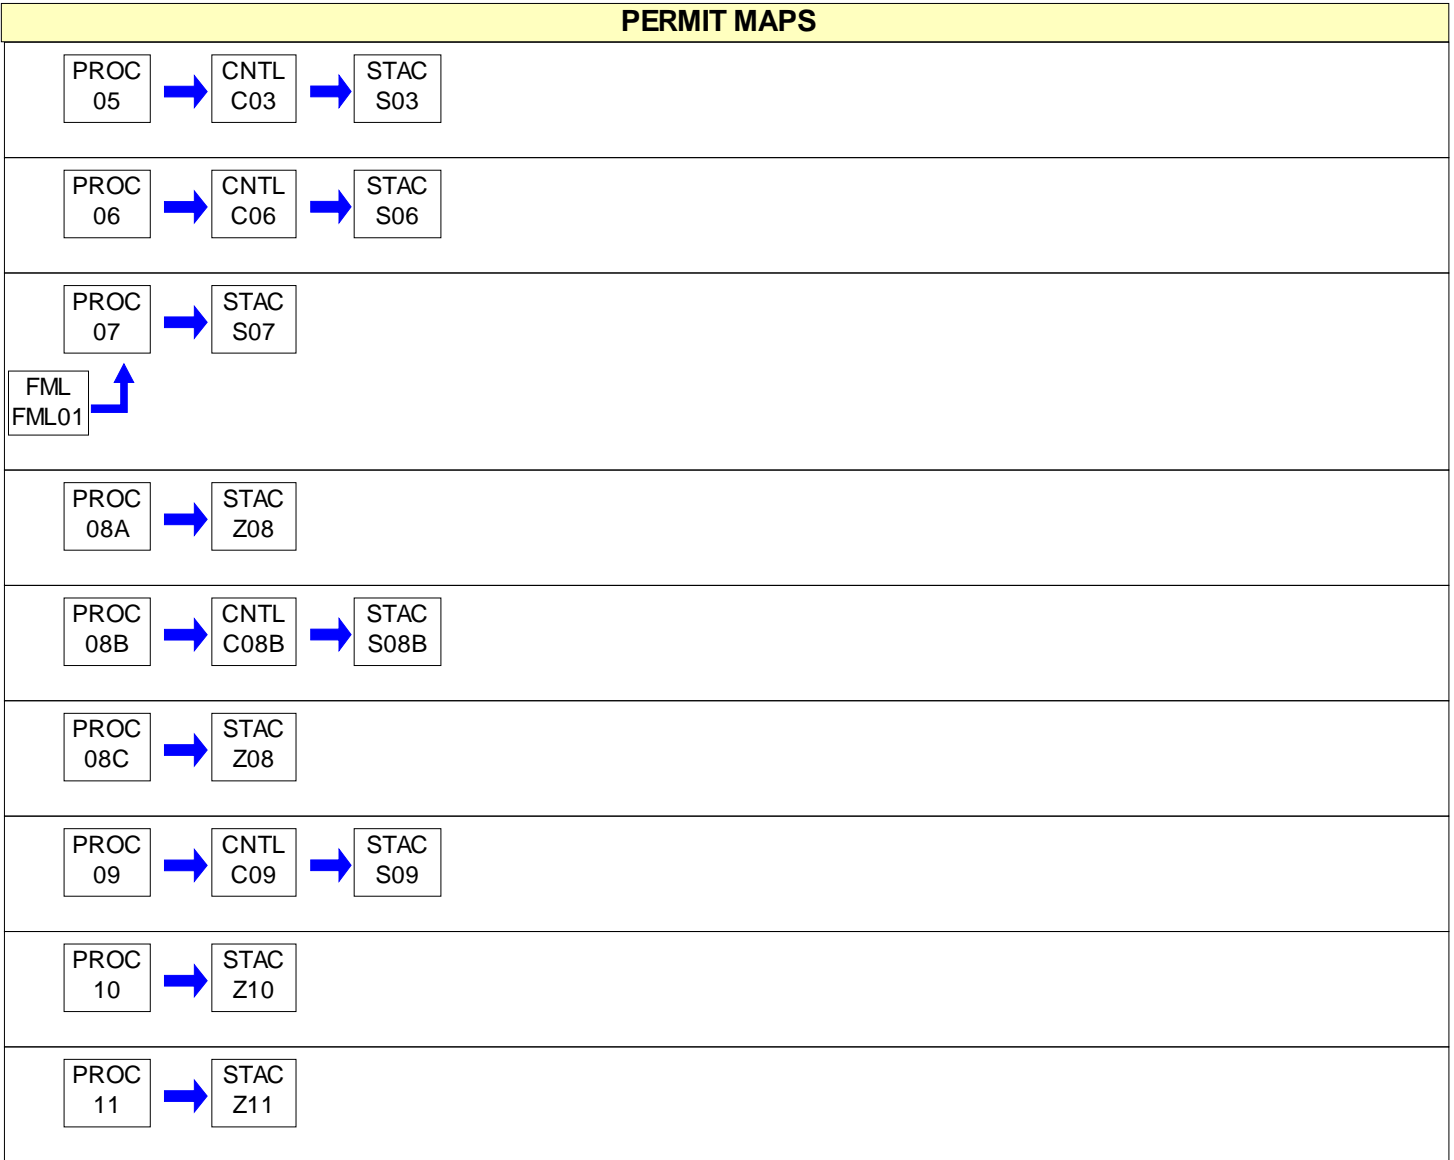 PERMIT MAPS
PROC
05
CNTL
C03
STAC
S03
PROC
06
CNTL
C06
STAC
S06
PROC
07
STAC
S07
FML
FML01
PROC
08A
STAC
Z08
PROC
08B
CNTL
C08B
STAC
S08B
PROC
08C
STAC
Z08
PROC
09
CNTL
C09
STAC
S09
PROC
10
STAC
Z10
PROC
11
STAC
Z11